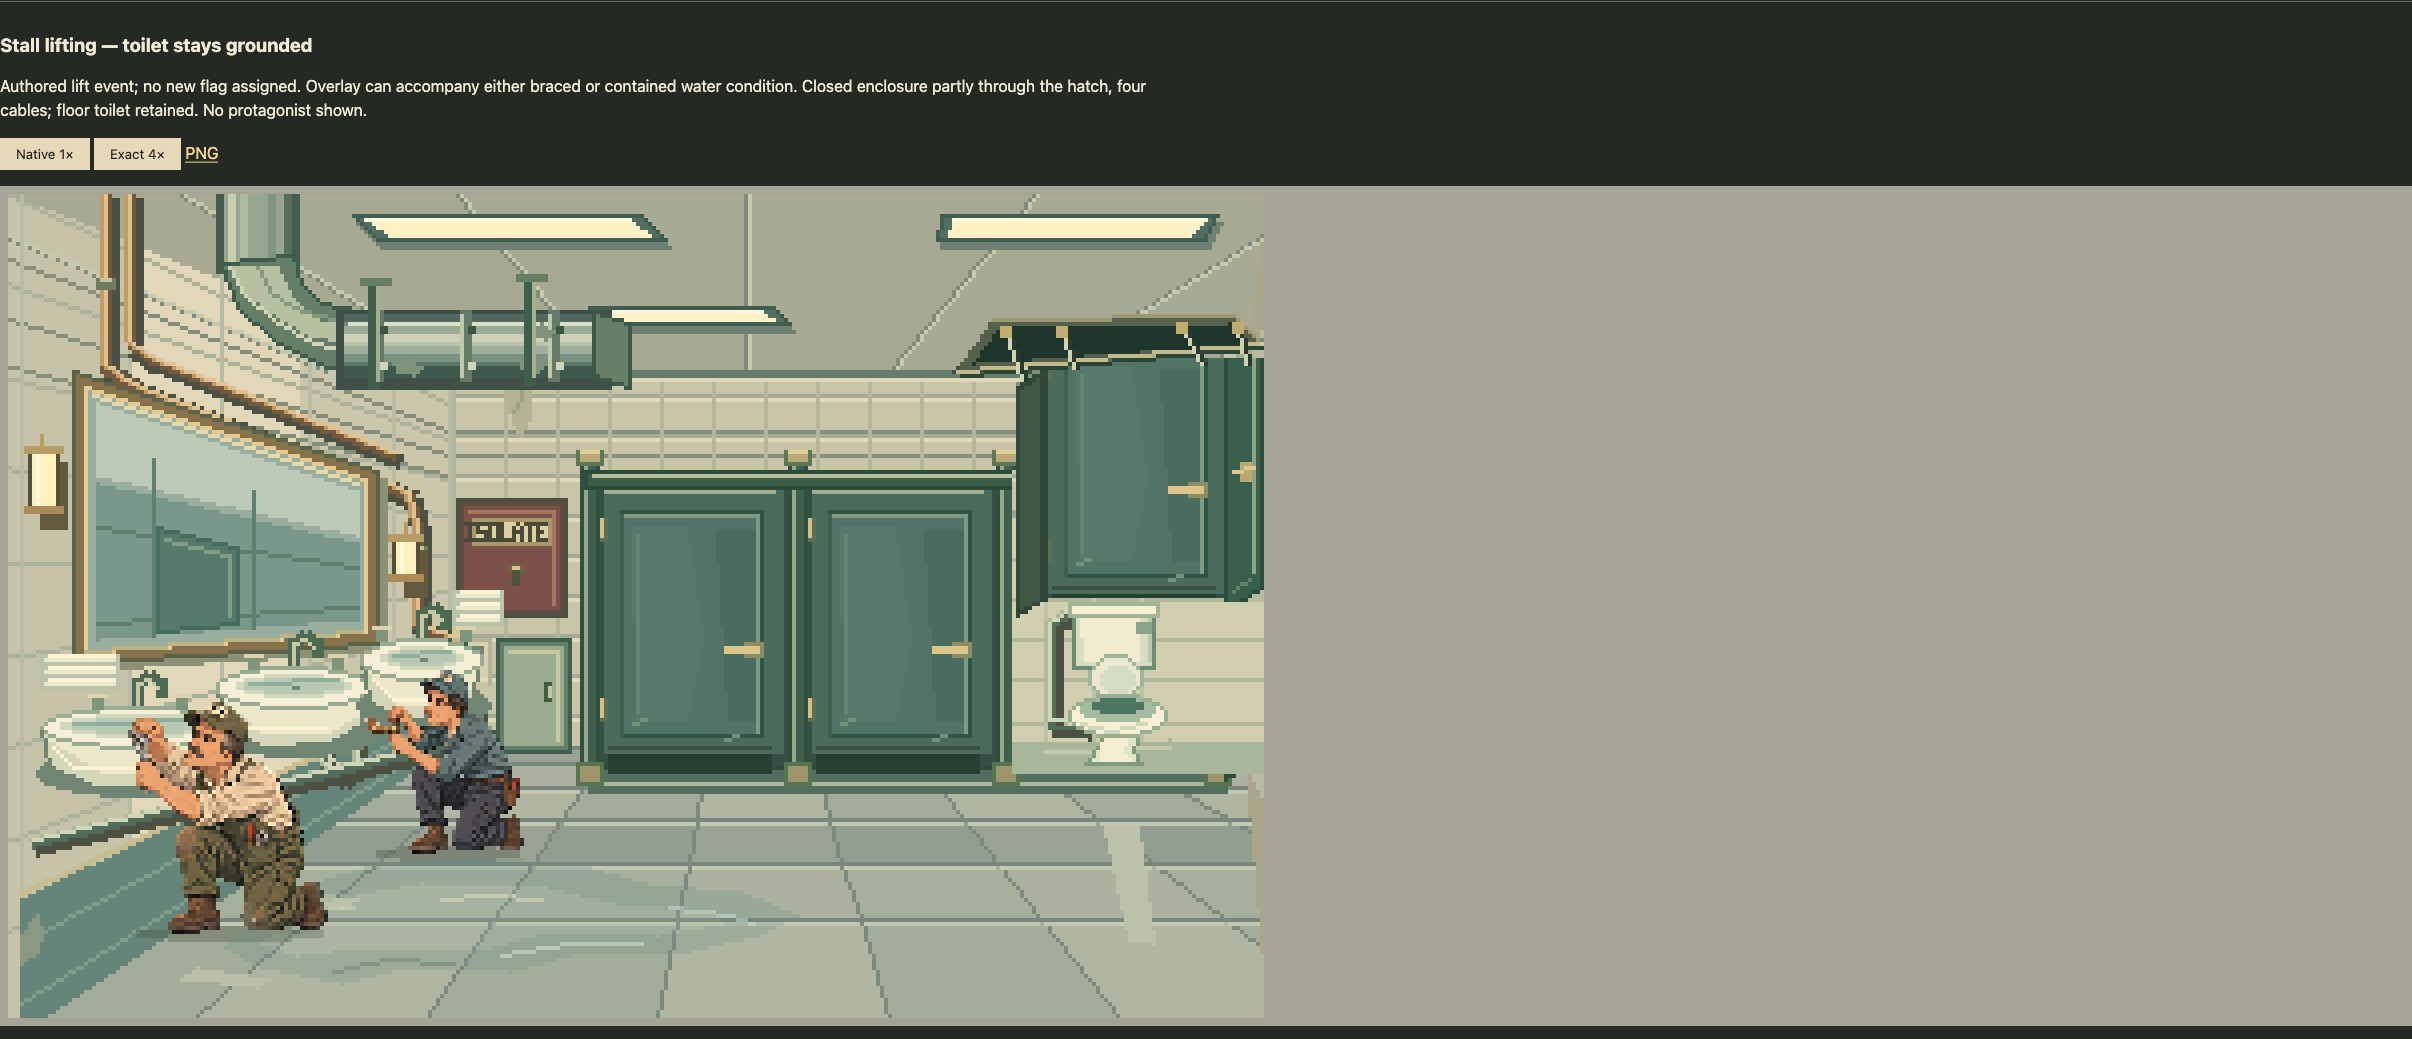 Stall lifting — toilet stays grounded
Authored lift event; no new flag assigned. Overlay can accompany either braced or contained water condition. Closed enclosure partly through the hatch, four
cables; floor toilet retained. No protagonist shown.
Native 1× Exact 4× PNG
ISOLATE